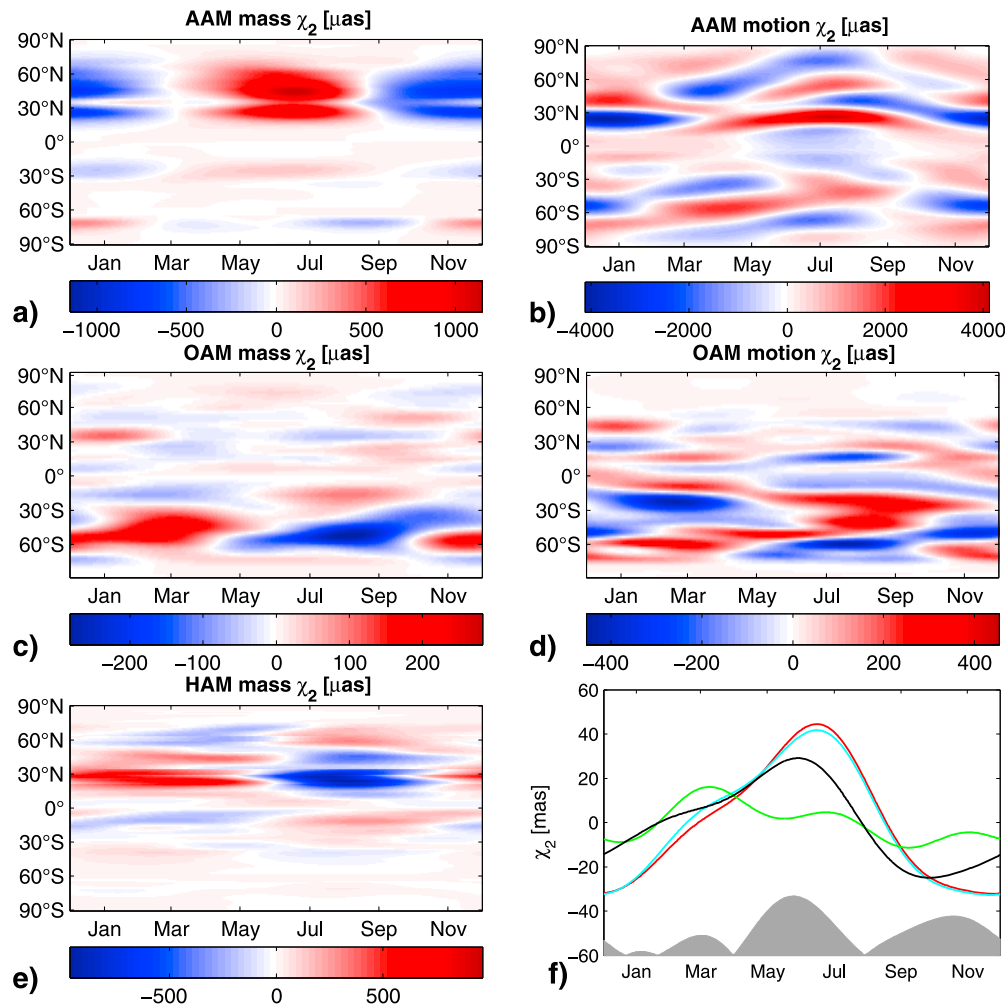 AAM mass χ₂ [μas]
90°N
60°N
30°N
0°
30°S
60°S
90°S
Jan Mar May Jul Sep Nov
−1000 −500 0 500 1000
a)
AAM motion χ₂ [μas]
90°N
60°N
30°N
0°
30°S
60°S
90°S
Jan Mar May Jul Sep Nov
−4000 −2000 0 2000 4000
b)
OAM mass χ₂ [μas]
90°N
60°N
30°N
0°
30°S
60°S
Jan Mar May Jul Sep Nov
−200 −100 0 100 200
c)
OAM motion χ₂ [μas]
90°N
60°N
30°N
0°
30°S
60°S
Jan Mar May Jul Sep Nov
−400 −200 0 200 400
d)
HAM mass χ₂ [μas]
90°N
60°N
30°N
0°
30°S
60°S
90°S
Jan Mar May Jul Sep Nov
−500 0 500
e)
60
40
20
0
−20
−40
−60
χ₂ [mas]
Jan Mar May Jul Sep Nov
f)